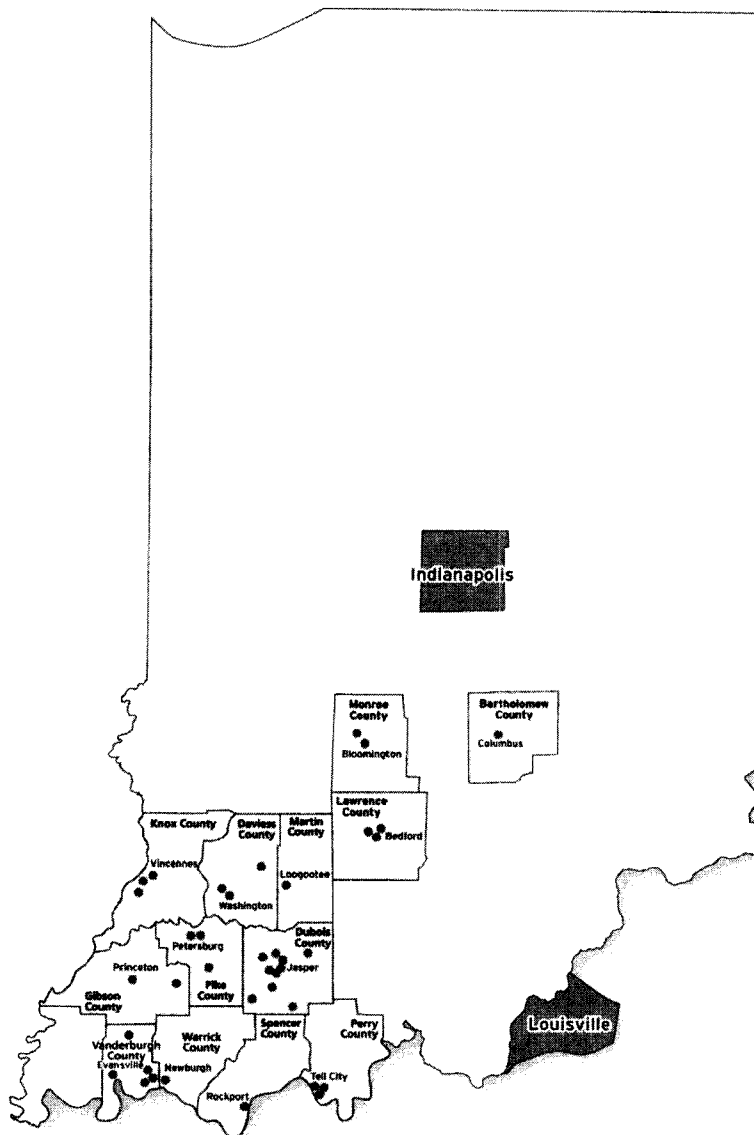 Indianapolis
Monroe
County
Bloomington
Bartholomew
County
Columbus
Lawrence
County
Bedford
Knox County
Vincennes
Daviess
County
Washington
Martin
County
Loogootee
Petersburg
Pike
County
Dubois
County
Jasper
Princeton
Gibson
County
Vanderburgh
County
Evansville
Warrick
County
Newburgh
Spencer
County
Rockport
Perry
County
Tell City
Louisville